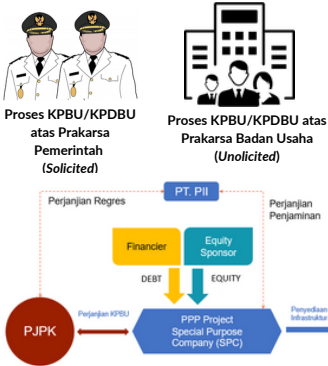 Proses KPBU/KPDBU
atas Prakarsa
Pemerintah
(Solicited)
Proses KPBU/KPDBU atas
Prakarsa Badan Usaha
(Unolicited)
PT. PII
Perjanjian Regres
Perjanjian
Penjaminan
Financier
Equity
Sponsor
DEBT
EQUITY
PJPK
Perjanjian KPBU
PPP Project
Special Purpose
Company (SPC)
Penyediaan
Infrastruktur